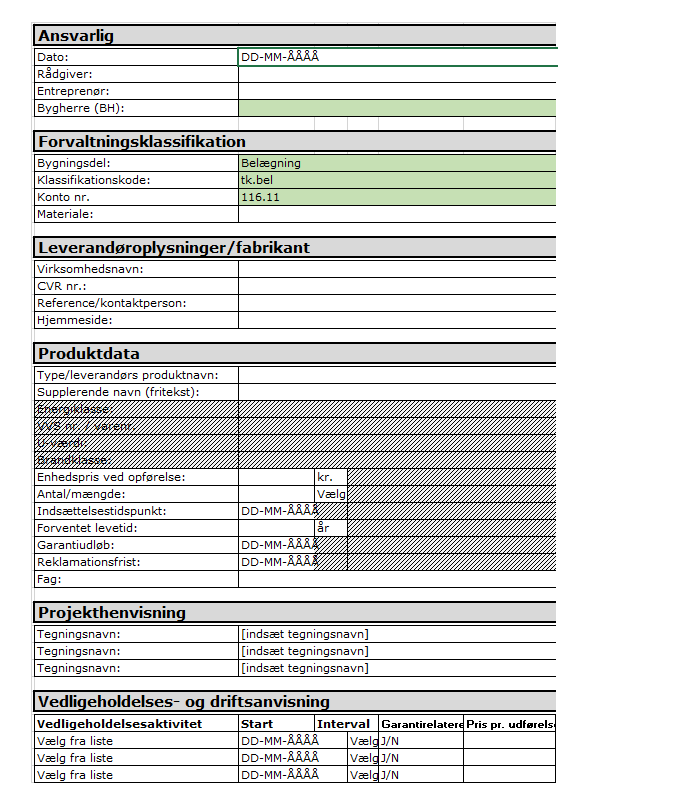 Ansvarlig
Dato: DD-MM-ÅÅÅÅ
Rådgiver:
Entreprenør:
Bygherre (BH):
Forvaltningsklassifikation
Bygningsdel: Belægning
Klassifikationskode: tk.bel
Konto nr. 116.11
Materiale:
Leverandøroplysninger/fabrikant
Virksomhedsnavn:
CVR nr.:
Reference/kontaktperson:
Hjemmeside:
Produktdata
Type/leverandørs produktnavn:
Supplerende navn (fritekst):
Energiklasse:
VVS nr. / varenr.
U-værdi:
Brandklasse:
Enhedspris ved opførelse: kr.
Antal/mængde: Vælg
Indsættelsestidspunkt: DD-MM-ÅÅÅÅ
Forventet levetid: år
Garantiudløb: DD-MM-ÅÅÅÅ
Reklamationsfrist: DD-MM-ÅÅÅÅ
Fag:
Projekthenvisning
Tegningsnavn: [indsæt tegningsnavn]
Tegningsnavn: [indsæt tegningsnavn]
Tegningsnavn: [indsæt tegningsnavn]
Vedligeholdelses- og driftsanvisning
Vedligeholdelsesaktivitet Start Interval Garantirelatere Pris pr. udførels
Vælg fra liste DD-MM-ÅÅÅÅ Vælg J/N
Vælg fra liste DD-MM-ÅÅÅÅ Vælg J/N
Vælg fra liste DD-MM-ÅÅÅÅ Vælg J/N